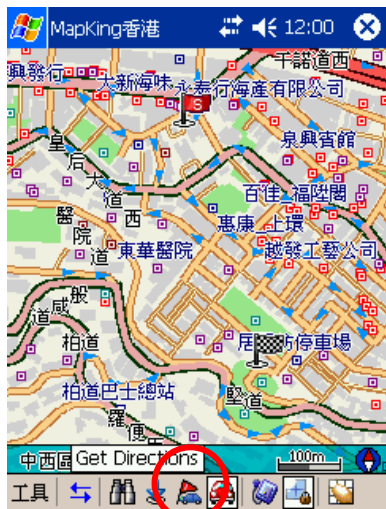 MapKing香港 12:00
千諾道西
興發行
大新海味
永泰行海產有限公司
S
泉興賓館
皇后大道西
百佳
福陞閣
醫院道
惠康
上環
東華醫院
越發工藝公司
般咸道
柏道
停車場
柏道巴士總站
堅道
羅便
中西區
Get Directions
100m
工具